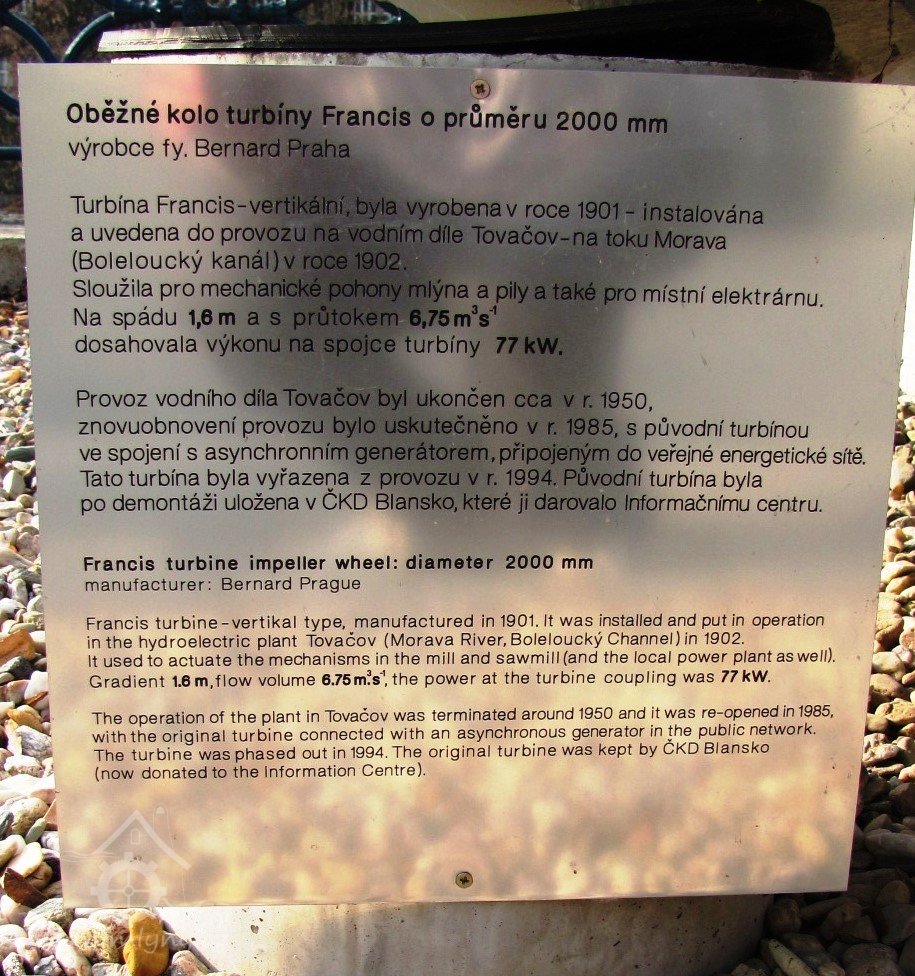 Oběžné kolo turbíny Francis o průměru 2000 mm
výrobce fy. Bernard Praha
Turbína Francis-vertikální, byla vyrobena v roce 1901 - instalována
a uvedena do provozu na vodním díle Tovačov-na toku Morava
(Boleloucký kanál) v roce 1902.
Sloužila pro mechanické pohony mlýna a pily a také pro místní elektrárnu.
Na spádu 1,6 m a s průtokem 6,75 m³s⁻¹
dosahovala výkonu na spojce turbíny 77 kW.
Provoz vodního díla Tovačov byl ukončen cca v r. 1950,
znovuobnovení provozu bylo uskutečněno v r. 1985, s původní turbínou
ve spojení s asynchronním generátorem, připojeným do veřejné energetické sítě.
Tato turbína byla vyřazena z provozu v r. 1994. Původní turbína byla
po demontáži uložena v ČKD Blansko, které ji darovalo Informačnímu centru.
Francis turbine impeller wheel: diameter 2000 mm
manufacturer: Bernard Prague
Francis turbine-vertikal type, manufactured in 1901. It was installed and put in operation
in the hydroelectric plant Tovačov (Morava River, Boleloucký Channel) in 1902.
It used to actuate the mechanisms in the mill and sawmill (and the local power plant as well).
Gradient 1.6 m, flow volume 6.75 m³s⁻¹, the power at the turbine coupling was 77 kW.
The operation of the plant in Tovačov was terminated around 1950 and it was re-opened in 1985,
with the original turbine connected with an asynchronous generator in the public network.
The turbine was phased out in 1994. The original turbine was kept by ČKD Blansko
(now donated to the Information Centre).